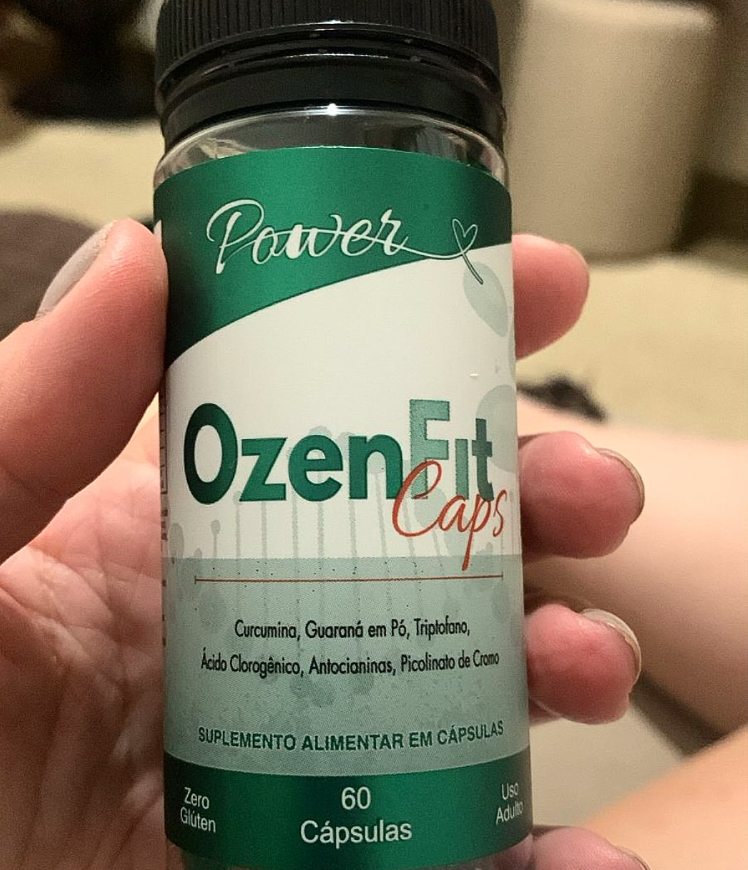 Power
OzenFit
Caps
Curcumina, Guaraná em Pó, Triptofano,
Ácido Clorogênico, Antocianinas, Picolinato de Cromo
SUPLEMENTO ALIMENTAR EM CÁPSULAS
Zero
Glúten
60
Cápsulas
Uso
Adulto